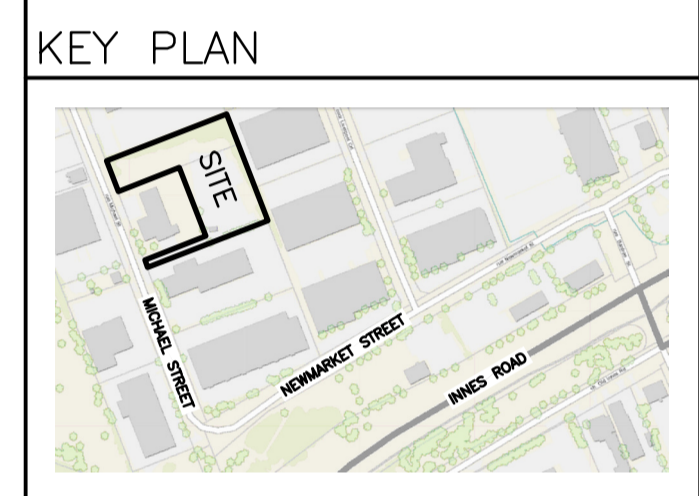 KEY PLAN
SITE
MICHAEL STREET
NEWMARKET STREET
INNES ROAD